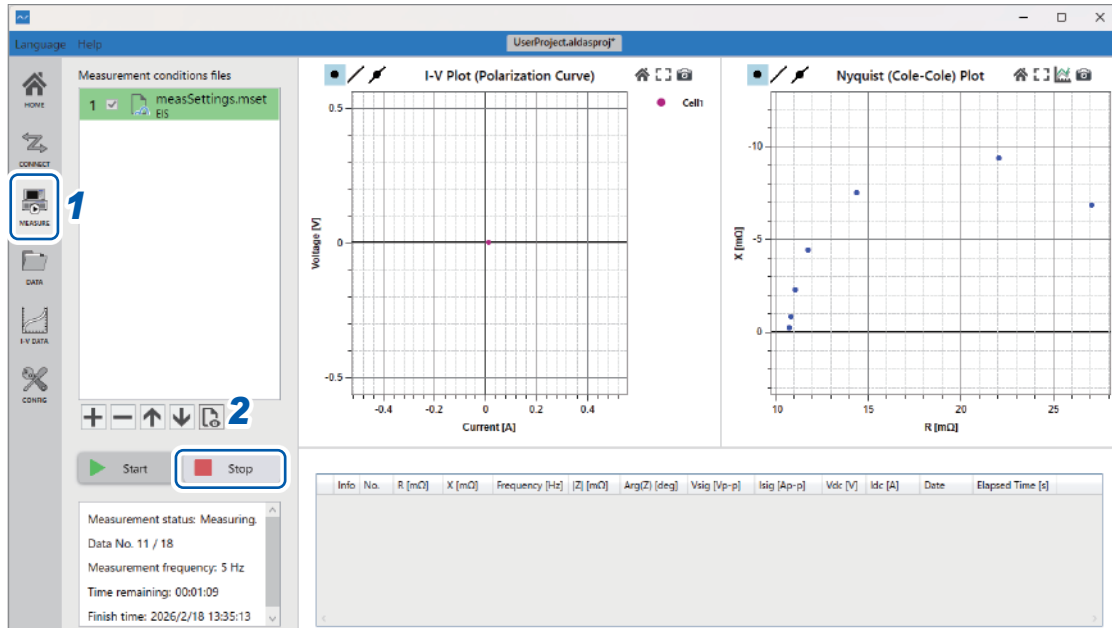 Language Help
UserProject.aldasproj*
HOME
CONNECT
MEASURE
DATA
I-V DATA
CONFIG
1
Measurement conditions files
1 measSettings.mset
EIS
2
Start
Stop
Measurement status: Measuring.
Data No. 11 / 18
Measurement frequency: 5 Hz
Time remaining: 00:01:09
Finish time: 2026/2/18 13:35:13
I-V Plot (Polarization Curve)
Cell1
0.5
0
-0.5
Voltage [V]
-0.4 -0.2 0 0.2 0.4
Current [A]
Nyquist (Cole-Cole) Plot
-10
-5
0
X [mΩ]
10 15 20 25
R [mΩ]
Info No. R [mΩ] X [mΩ] Frequency [Hz] |Z| [mΩ] Arg(Z) [deg] Vsig [Vp-p] Isig [Ap-p] Vdc [V] Idc [A] Date Elapsed Time [s]